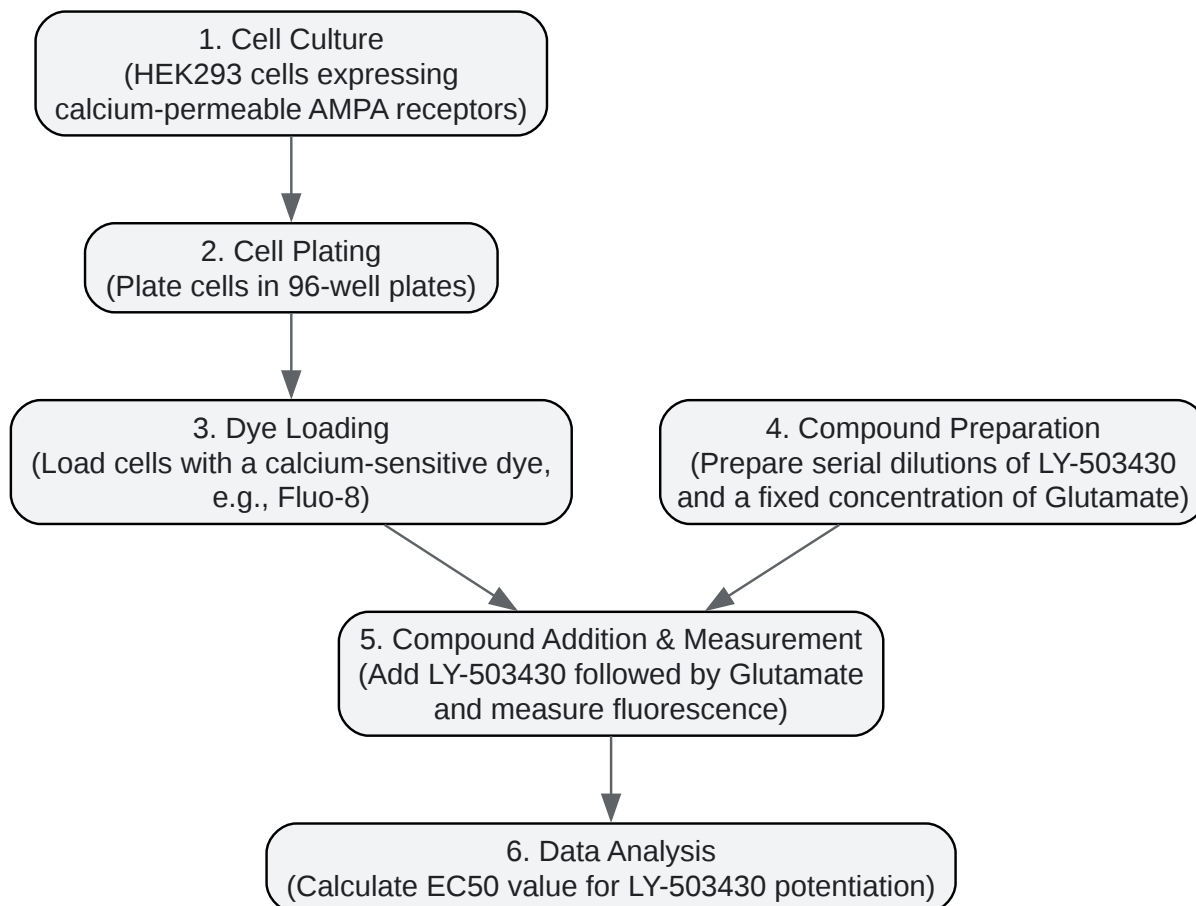 1. Cell Culture
(HEK293 cells expressing
calcium-permeable AMPA receptors)
2. Cell Plating
(Plate cells in 96-well plates)
3. Dye Loading
(Load cells with a calcium-sensitive dye,
e.g., Fluo-8)
4. Compound Preparation
(Prepare serial dilutions of LY-503430
and a fixed concentration of Glutamate)
5. Compound Addition & Measurement
(Add LY-503430 followed by Glutamate
and measure fluorescence)
6. Data Analysis
(Calculate EC50 value for LY-503430 potentiation)